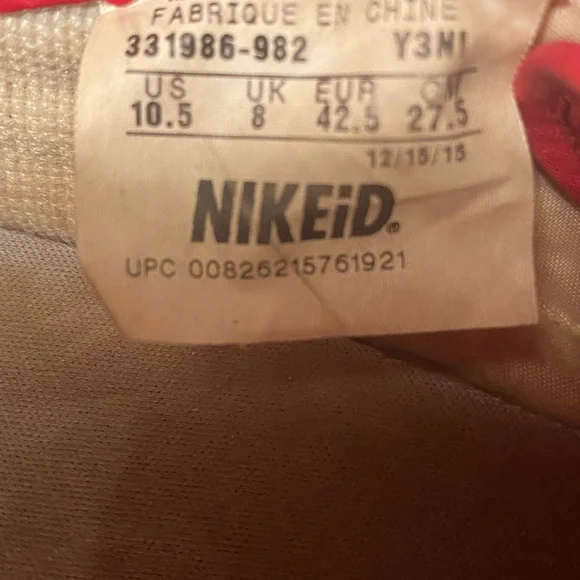 FABRIQUE EN CHINE
331986-982 Y3N1
US UK EUR CM
10.5 8 42.5 27.5
12/15/15
NIKEiD®
UPC 00826215761921